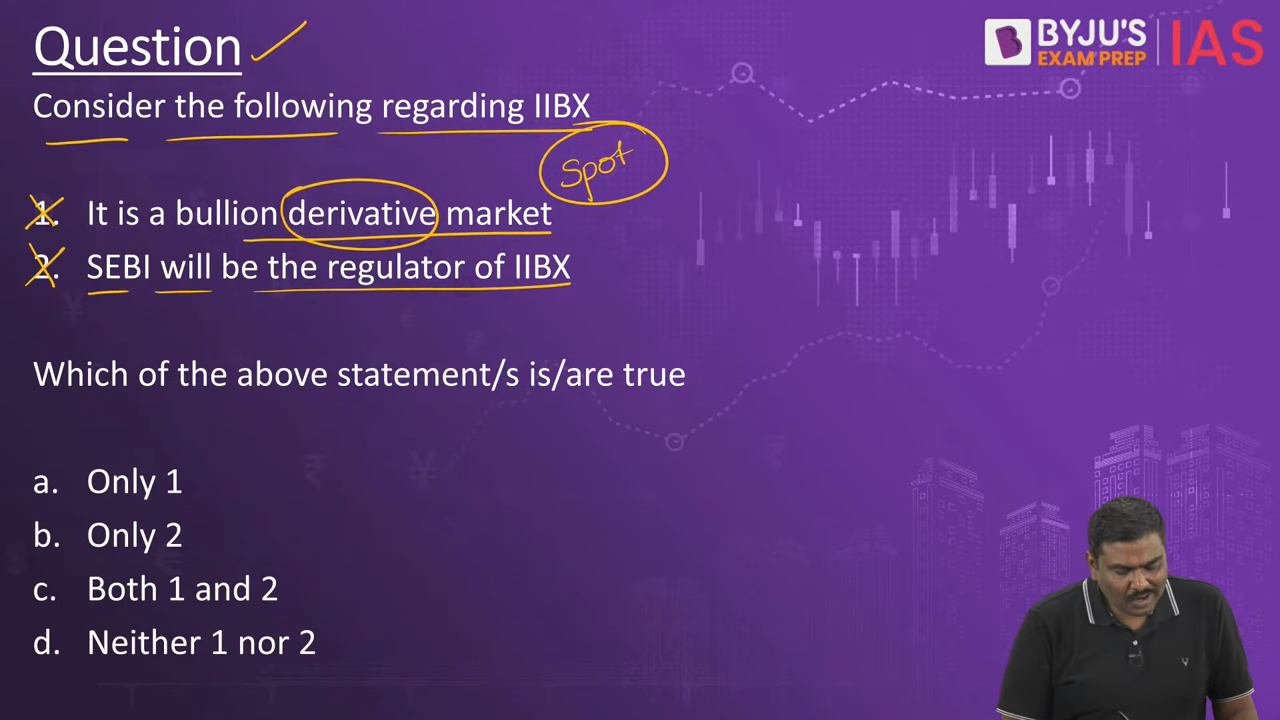 Question
BYJU'S
EXAM PREP
IAS
Consider the following regarding IIBX
Spot
1. It is a bullion derivative market
2. SEBI will be the regulator of IIBX
Which of the above statement/s is/are true
a. Only 1
b. Only 2
c. Both 1 and 2
d. Neither 1 nor 2